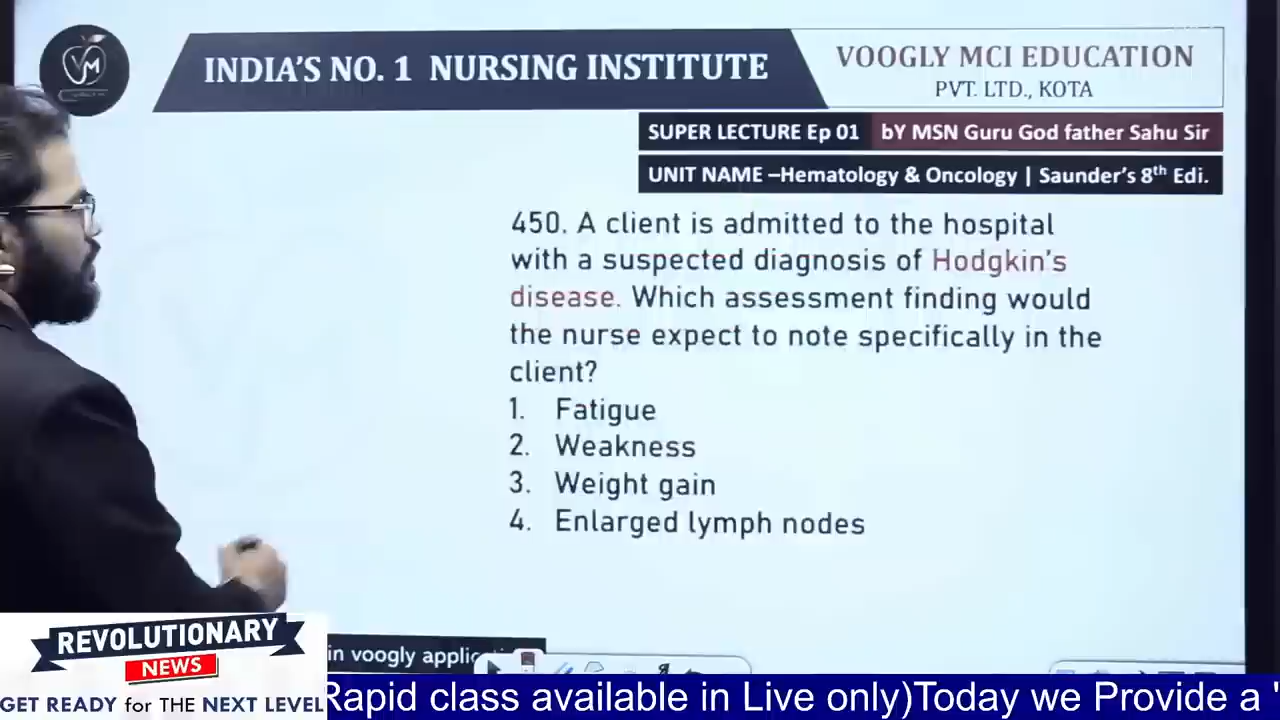 INDIA'S NO. 1 NURSING INSTITUTE
VOOGLY MCI EDUCATION
PVT. LTD., KOTA
VM
SUPER LECTURE Ep 01 bY MSN Guru God father Sahu Sir
UNIT NAME –Hematology & Oncology | Saunder's 8th Edi.
450. A client is admitted to the hospital
with a suspected diagnosis of Hodgkin's
disease. Which assessment finding would
the nurse expect to note specifically in the
client?
1. Fatigue
2. Weakness
3. Weight gain
4. Enlarged lymph nodes
REVOLUTIONARY
NEWS
GET READY for THE NEXT LEVEL
in voogly applic
Rapid class available in Live only)Today we Provide a '